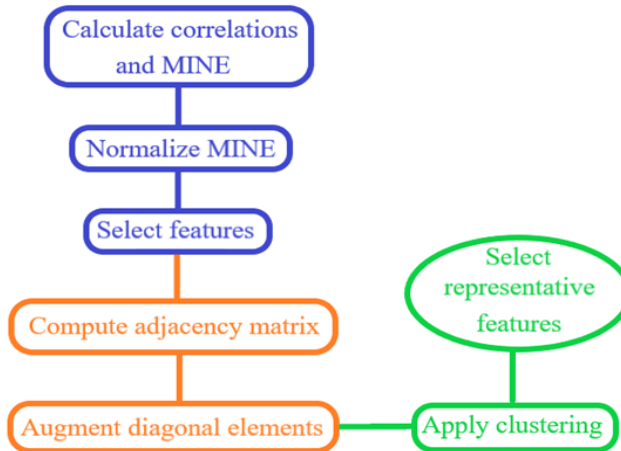 Calculate correlations
and MINE
Normalize MINE
Select features
Compute adjacency matrix
Augment diagonal elements
Apply clustering
Select
representative
features